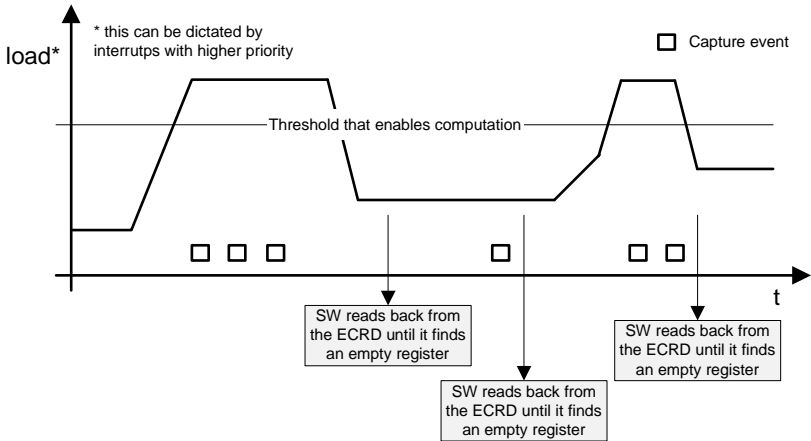 * this can be dictated by
interrutps with higher priority
load*
Capture event
Threshold that enables computation
t
SW reads back from
the ECRD until it finds
an empty register
SW reads back from
the ECRD until it finds
an empty register
SW reads back from
the ECRD until it finds
an empty register